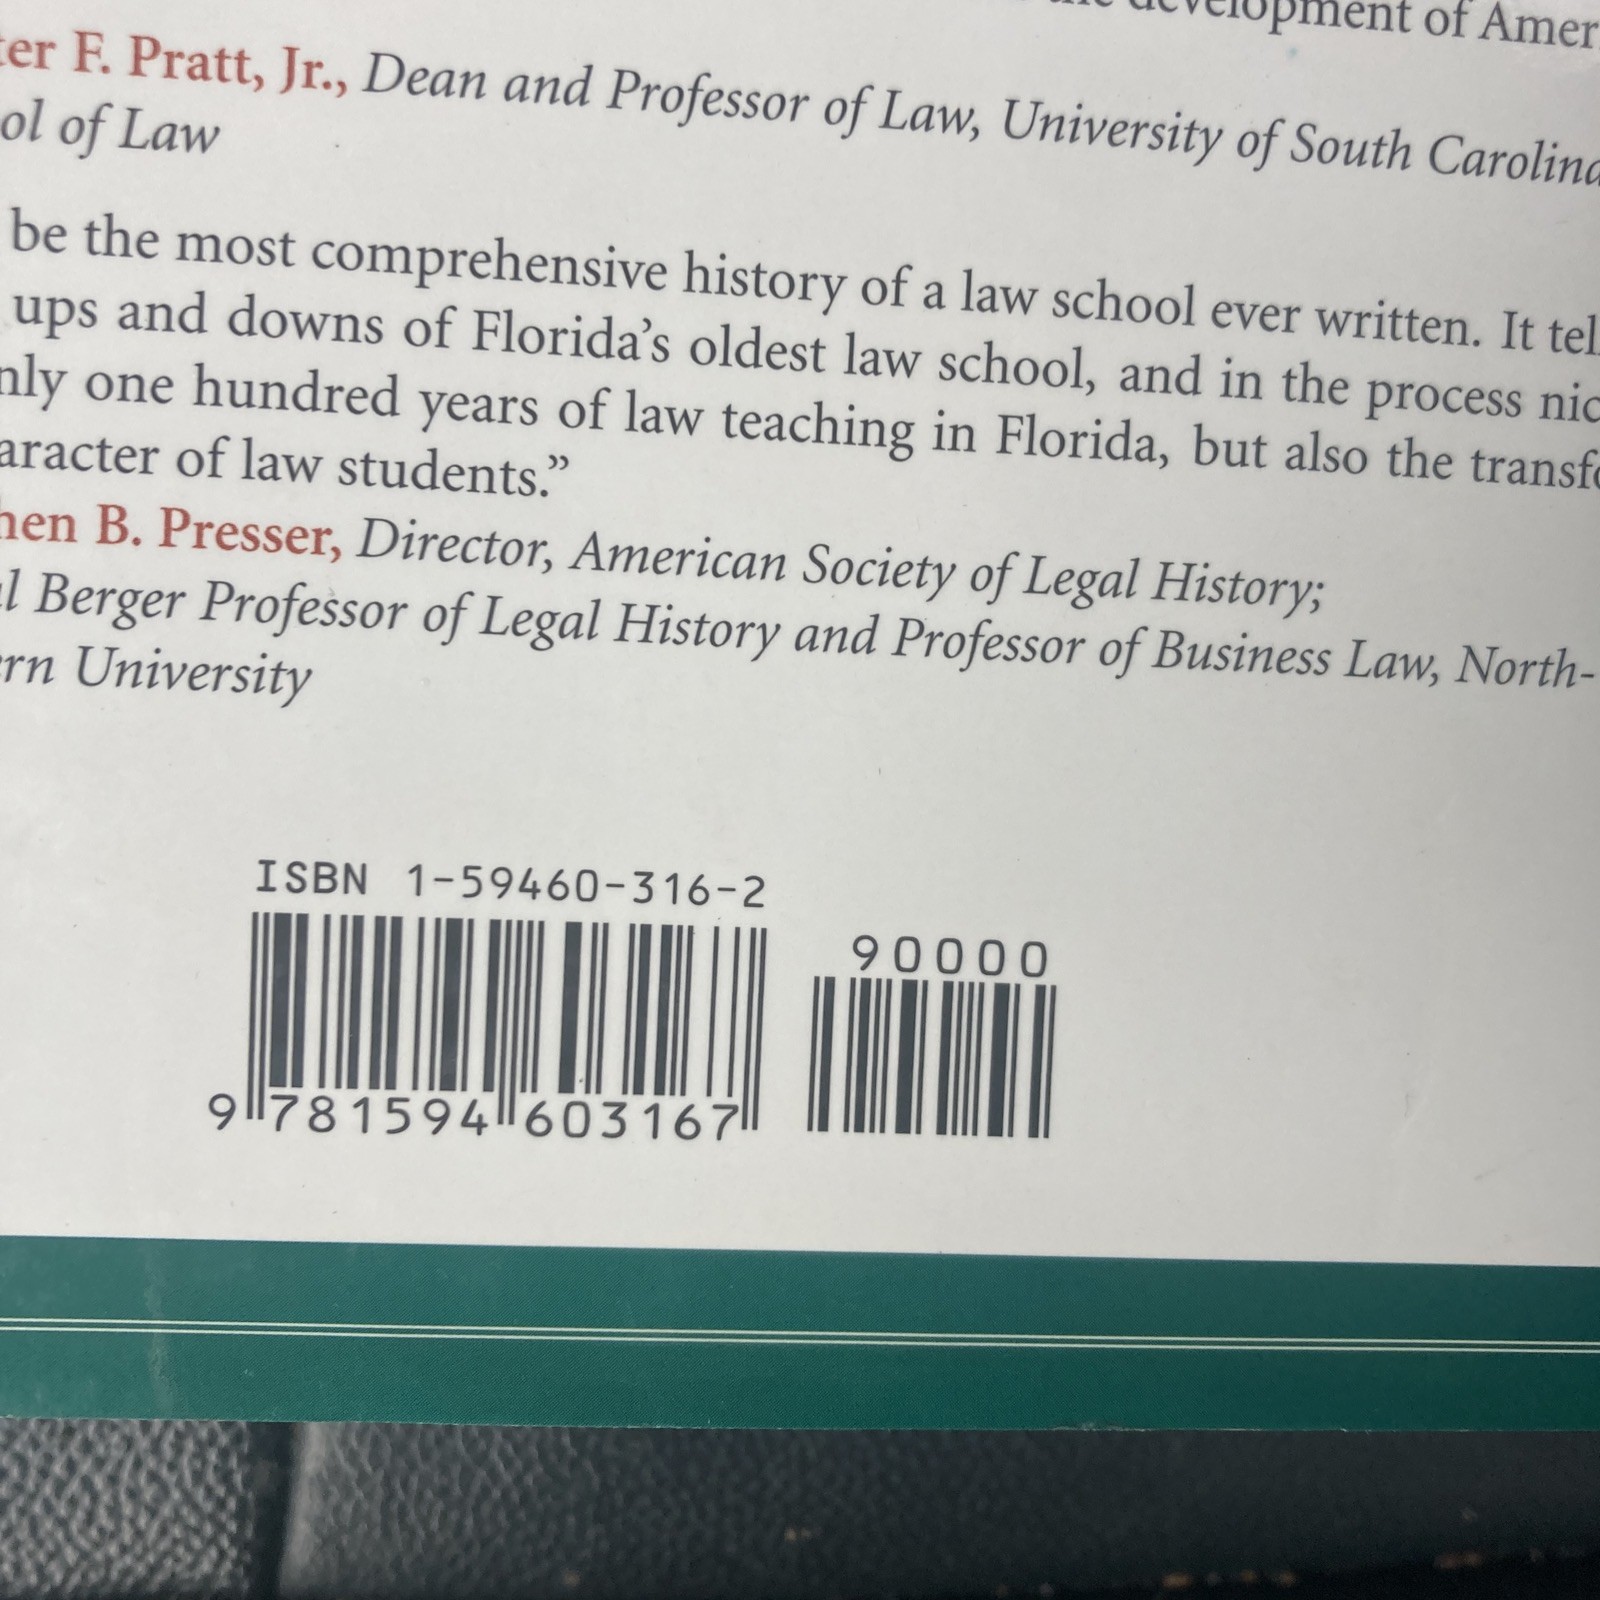 development of Amer
ter F. Pratt, Jr., Dean and Professor of Law, University of South Carolina
ol of Law
be the most comprehensive history of a law school ever written. It tel
ups and downs of Florida's oldest law school, and in the process nic
nly one hundred years of law teaching in Florida, but also the transfo
aracter of law students.”
hen B. Presser, Director, American Society of Legal History;
l Berger Professor of Legal History and Professor of Business Law, North-
ern University
ISBN 1-59460-316-2
90000
9 781594 603167